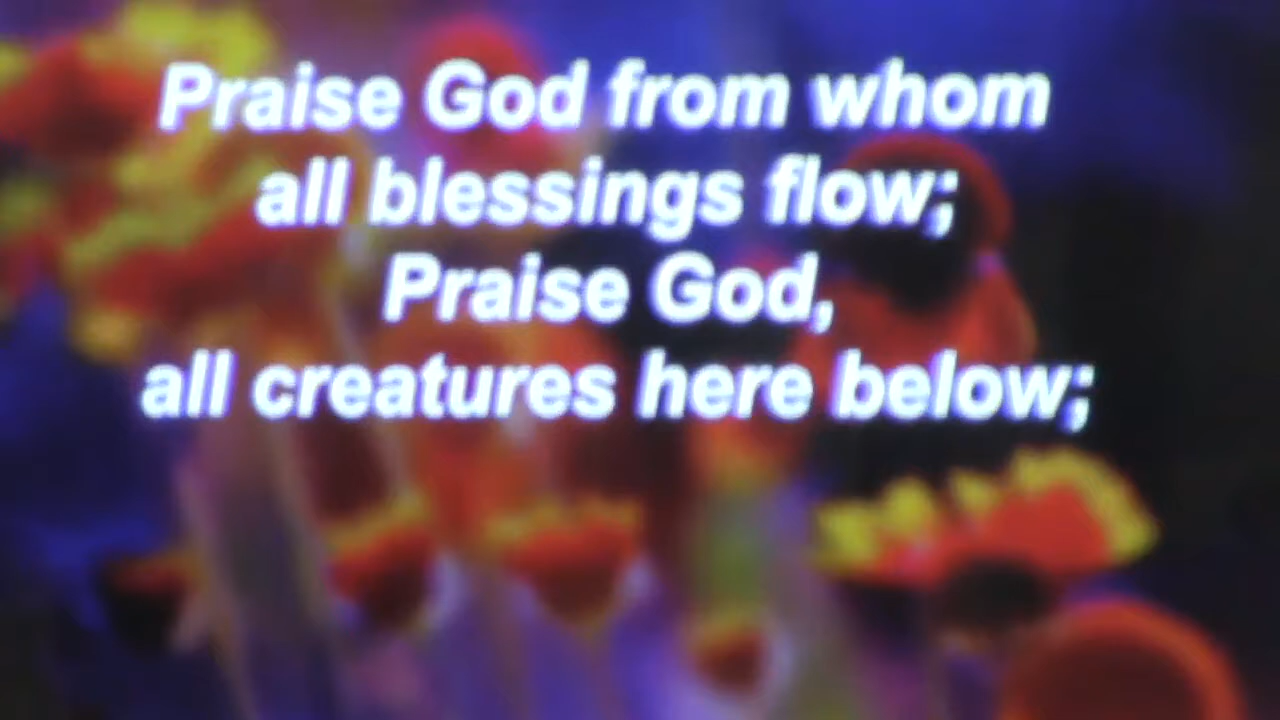 Praise God from whom
all blessings flow;
Praise God,
all creatures here below;